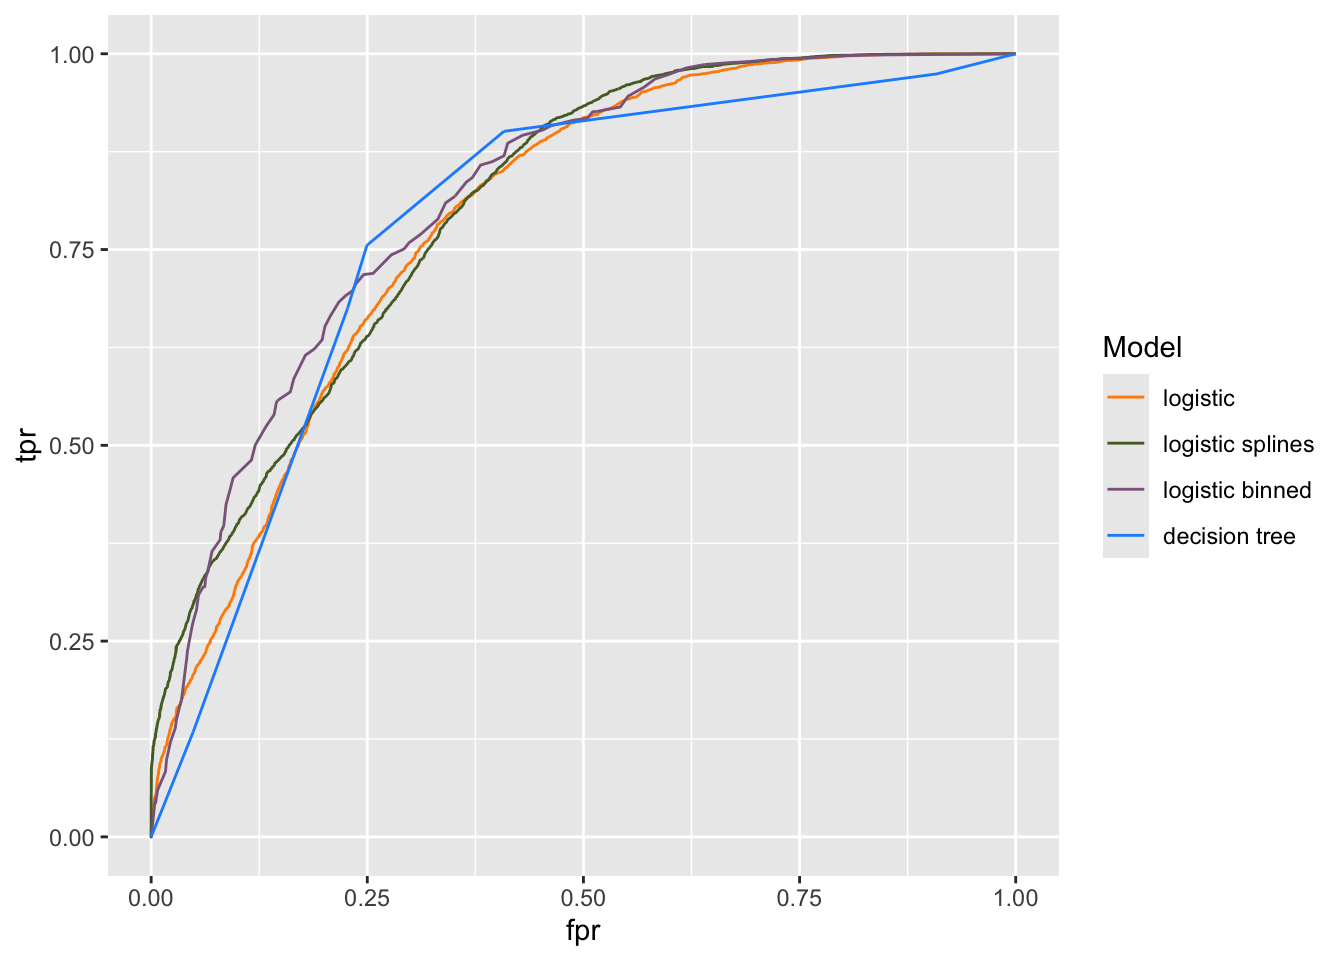 1.00
0.75
0.50
0.25
0.00
tpr
0.00 0.25 0.50 0.75 1.00
fpr
Model
logistic
logistic splines
logistic binned
decision tree